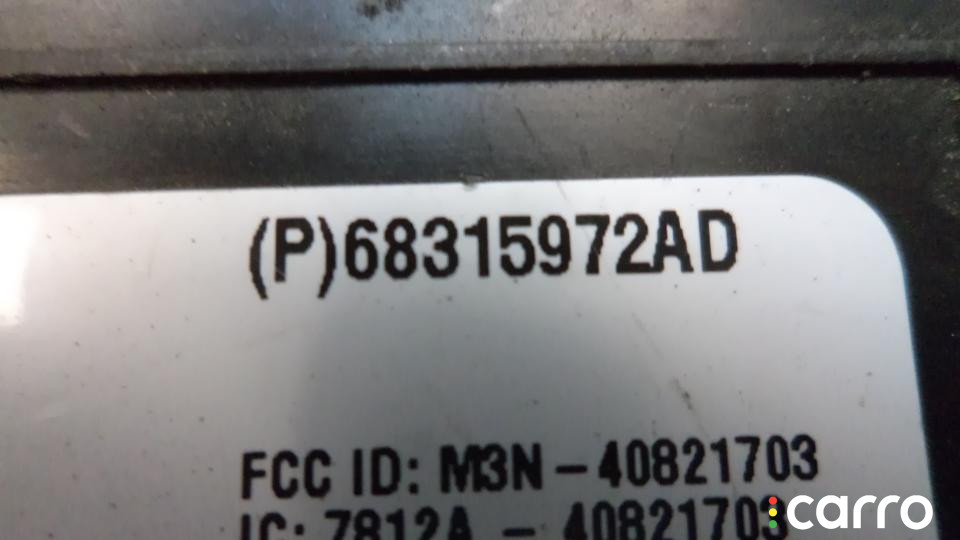 (P)68315972AD
FCC ID: M3N-40821703
IC: 7812A - 40821703
carro